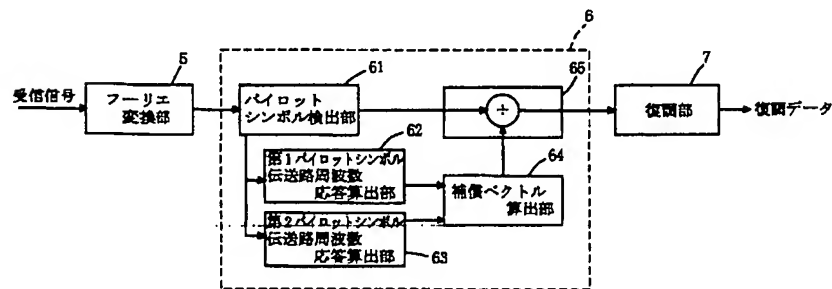 6
5
61
65
7
受信信号
フーリエ
変換部
パイロット
シンボル検出部
÷
復調部
復調データ
62
第1パイロットシンボル
伝送路周波数
応答算出部
64
補償ベクトル
算出部
第2パイロットシンボル
伝送路周波数
応答算出部
63